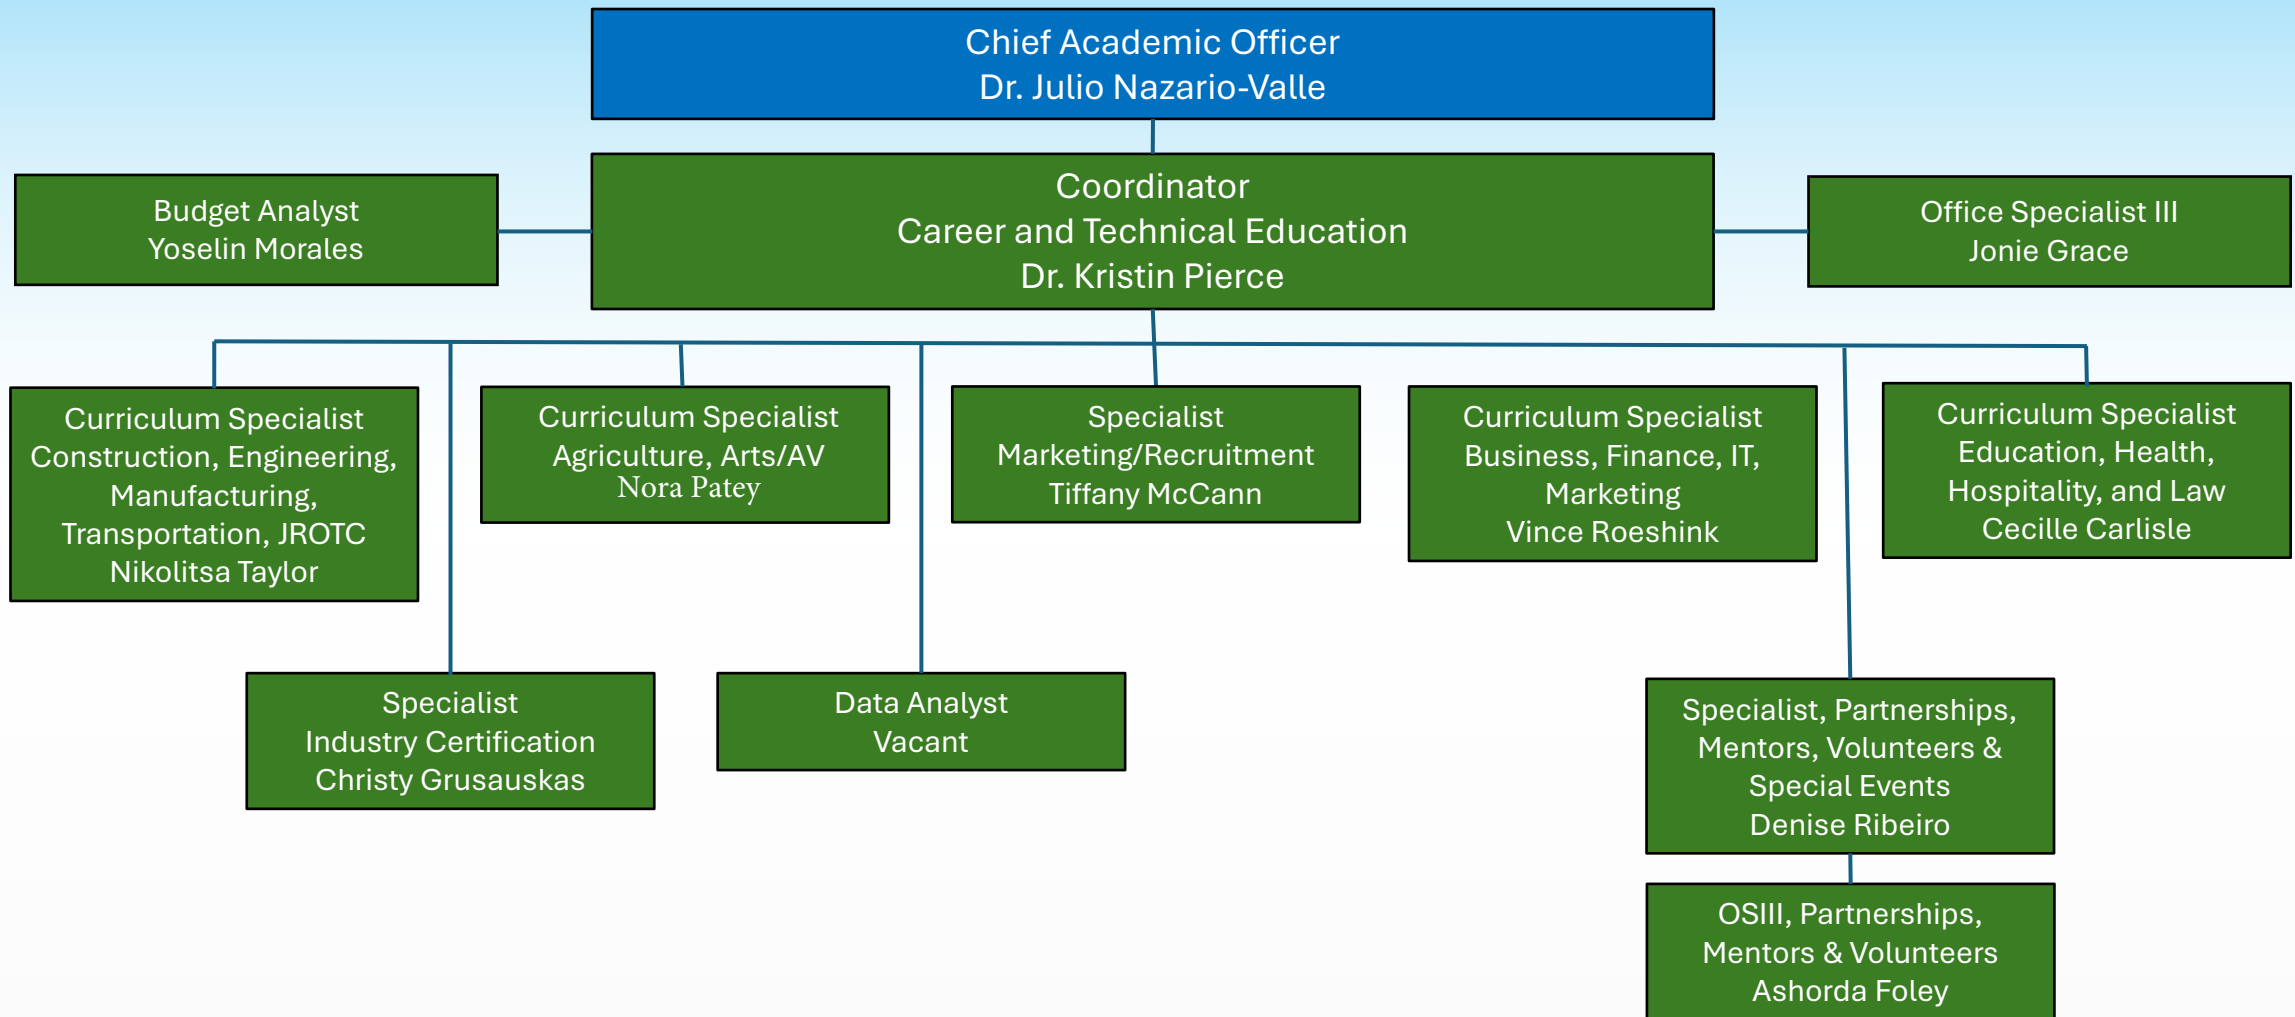 Chief Academic Officer
Dr. Julio Nazario-Valle
Coordinator
Career and Technical Education
Dr. Kristin Pierce
Budget Analyst
Yoselin Morales
Office Specialist III
Jonie Grace
Curriculum Specialist
Construction, Engineering,
Manufacturing,
Transportation, JROTC
Nikolitsa Taylor
Curriculum Specialist
Agriculture, Arts/AV
Nora Patey
Specialist
Marketing/Recruitment
Tiffany McCann
Curriculum Specialist
Business, Finance, IT,
Marketing
Vince Roeshink
Curriculum Specialist
Education, Health,
Hospitality, and Law
Cecille Carlisle
Specialist
Industry Certification
Christy Grusauskas
Data Analyst
Vacant
Specialist, Partnerships,
Mentors, Volunteers &
Special Events
Denise Ribeiro
OSIII, Partnerships,
Mentors & Volunteers
Ashorda Foley